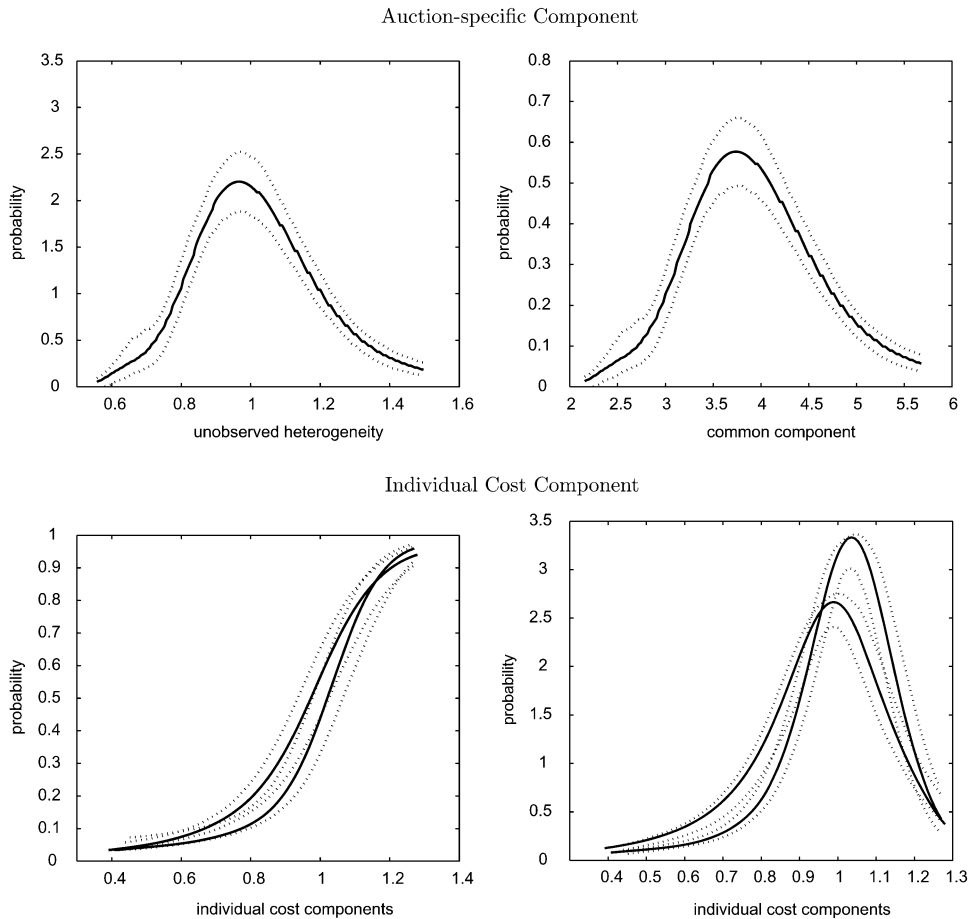 Auction-specific Component
3.5
3
2.5
2
1.5
1
0.5
0
probability
0.6 0.8 1 1.2 1.4 1.6
unobserved heterogeneity
0.8
0.7
0.6
0.5
0.4
0.3
0.2
0.1
0
probability
2 2.5 3 3.5 4 4.5 5 5.5 6
common component
Individual Cost Component
1
0.9
0.8
0.7
0.6
0.5
0.4
0.3
0.2
0.1
0
probability
0.4 0.6 0.8 1 1.2 1.4
individual cost components
3.5
3
2.5
2
1.5
1
0.5
0
probability
0.4 0.5 0.6 0.7 0.8 0.9 1 1.1 1.2 1.3
individual cost components